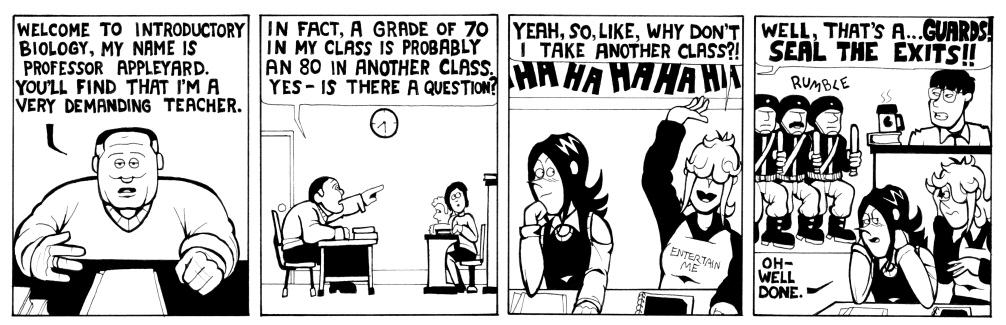 WELCOME TO INTRODUCTORY
BIOLOGY, MY NAME IS
PROFESSOR APPLEYARD.
YOU'LL FIND THAT I'M A
VERY DEMANDING TEACHER.
IN FACT, A GRADE OF 70
IN MY CLASS IS PROBABLY
AN 80 IN ANOTHER CLASS.
YES - IS THERE A QUESTION?
YEAH, SO, LIKE, WHY DON'T
I TAKE ANOTHER CLASS?!
HA HA HA HA HA
ENTERTAIN
ME
WELL, THAT'S A...GUARDS!
SEAL THE EXITS!!
RUMBLE
OH-
WELL
DONE.